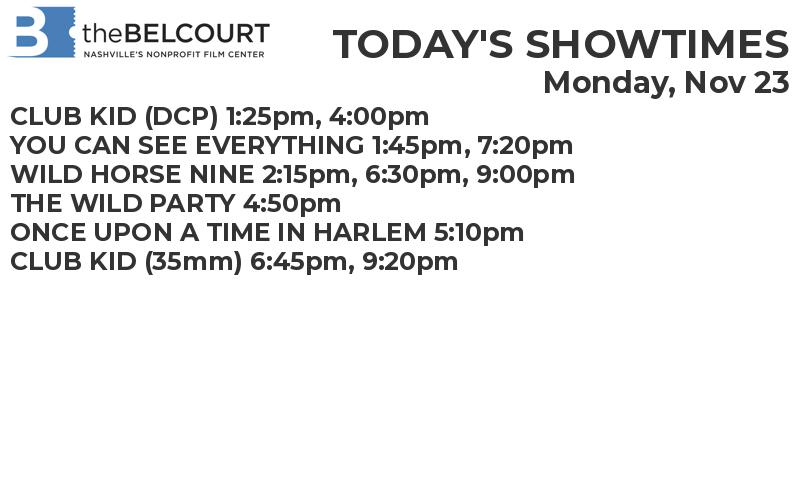 B theBELCOURT
NASHVILLE'S NONPROFIT FILM CENTER
TODAY'S SHOWTIMES
Monday, Nov 23
CLUB KID (DCP) 1:25pm, 4:00pm
YOU CAN SEE EVERYTHING 1:45pm, 7:20pm
WILD HORSE NINE 2:15pm, 6:30pm, 9:00pm
THE WILD PARTY 4:50pm
ONCE UPON A TIME IN HARLEM 5:10pm
CLUB KID (35mm) 6:45pm, 9:20pm